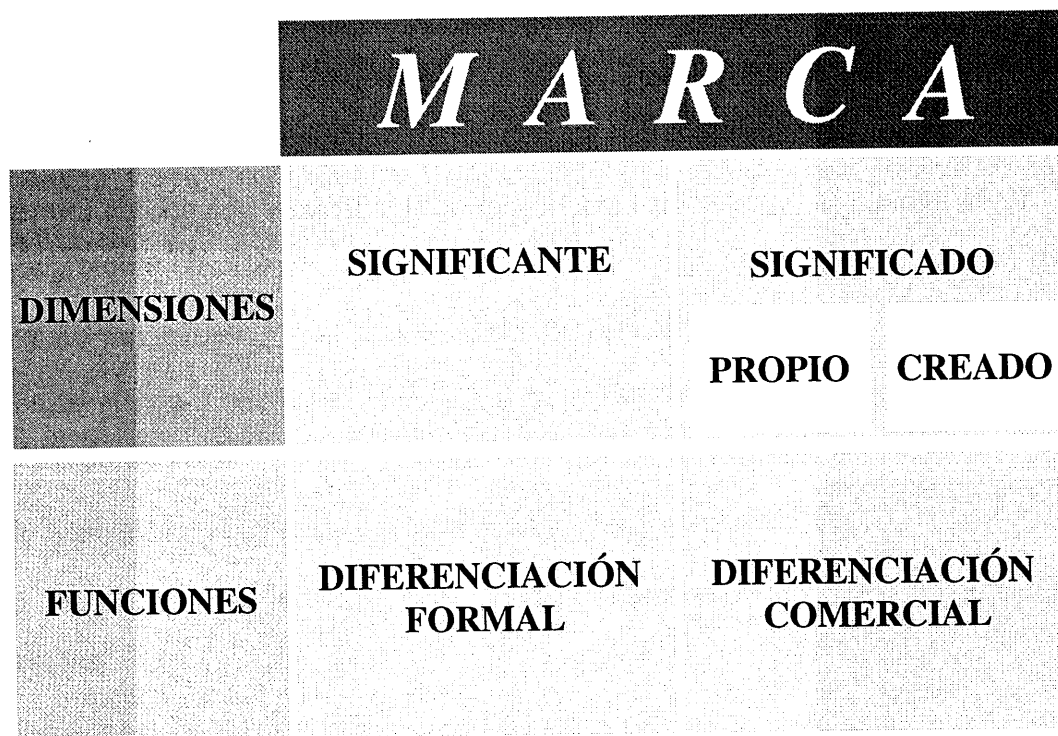 MARCA
SIGNIFICANTE
SIGNIFICADO
DIMENSIONES
PROPIO
CREADO
FUNCIONES
DIFERENCIACIÓN
FORMAL
DIFERENCIACIÓN
COMERCIAL